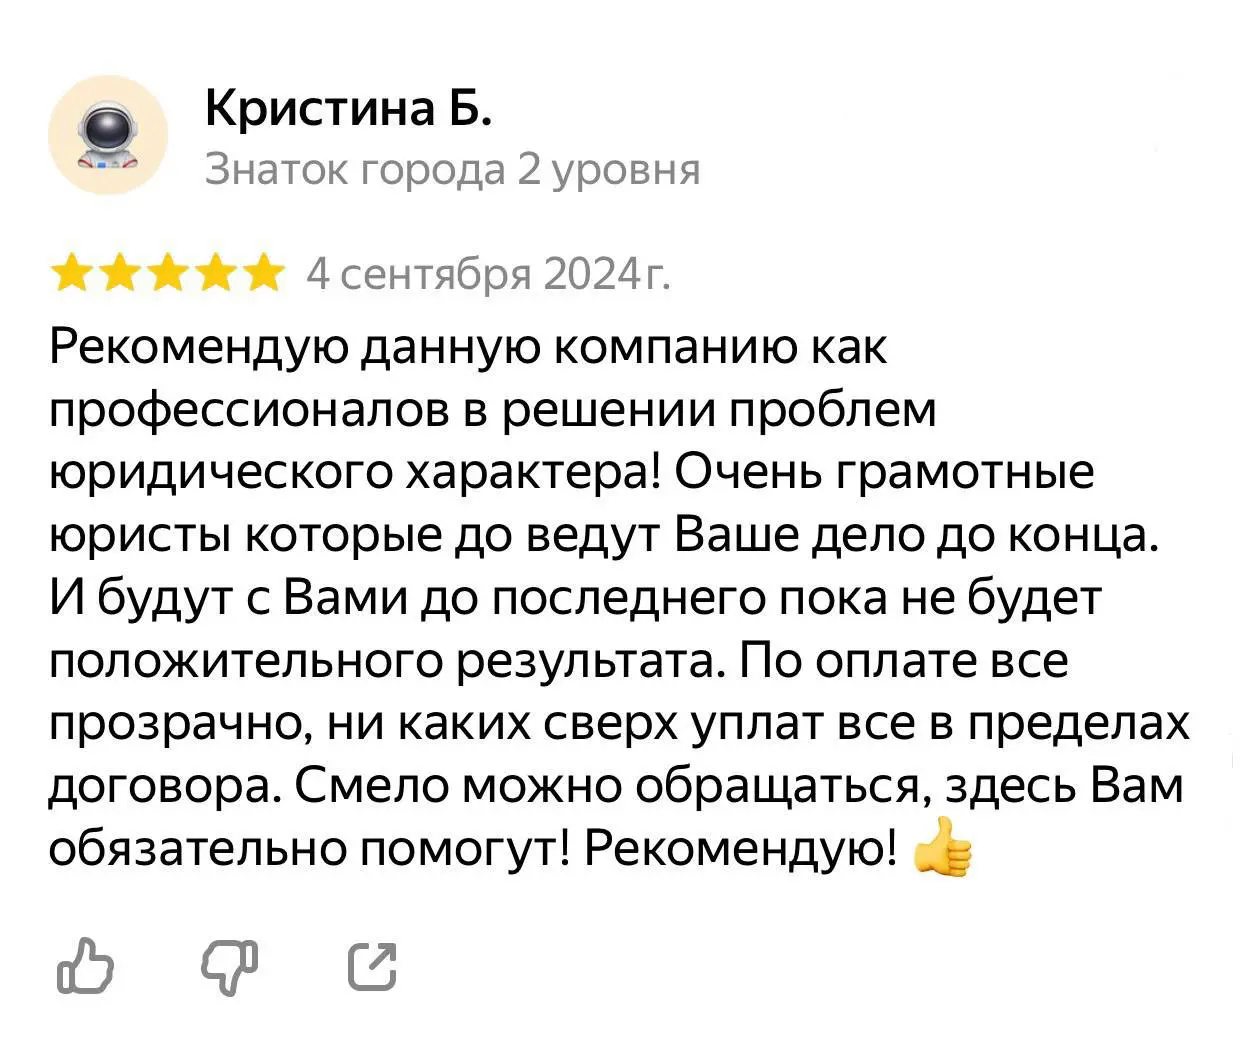 Кристина Б.
Знаток города 2 уровня
4 сентября 2024 г.
Рекомендую данную компанию как
профессионалов в решении проблем
юридического характера! Очень грамотные
юристы которые до ведут Ваше дело до конца.
И будут с Вами до последнего пока не будет
положительного результата. По оплате все
прозрачно, ни каких сверх уплат все в пределах
договора. Смело можно обращаться, здесь Вам
обязательно помогут! Рекомендую! 👍